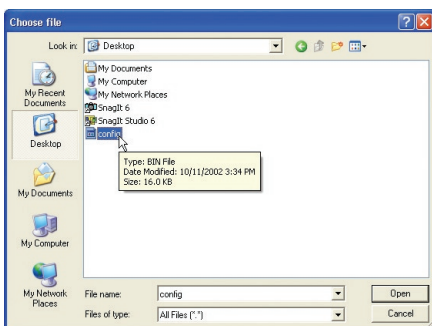 Choose file
Look in: Desktop
My Recent
Documents
Desktop
My Documents
My Computer
My Network
Places
My Documents
My Computer
My Network Places
SnagIt 6
SnagIt Studio 6
config
Type: BIN File
Date Modified: 10/11/2002 3:34 PM
Size: 16.0 KB
File name: config Open
Files of type: All Files (*.*) Cancel